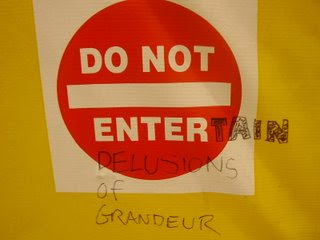 DO NOT
ENTERTAIN
DELUSIONS
of
GRANDEUR